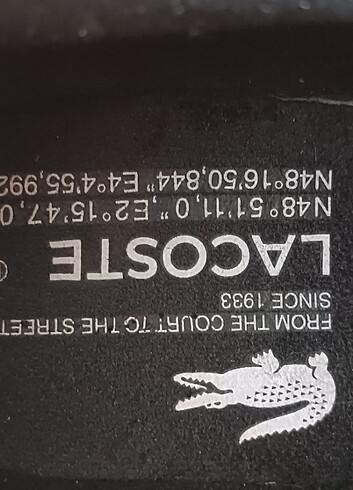 FROM THE COURT TO THE STREET
SINCE 1933
LACOSTE
N48°51'11,0", E2°15'47,0
N48°16'50,844" E4°4'55,992